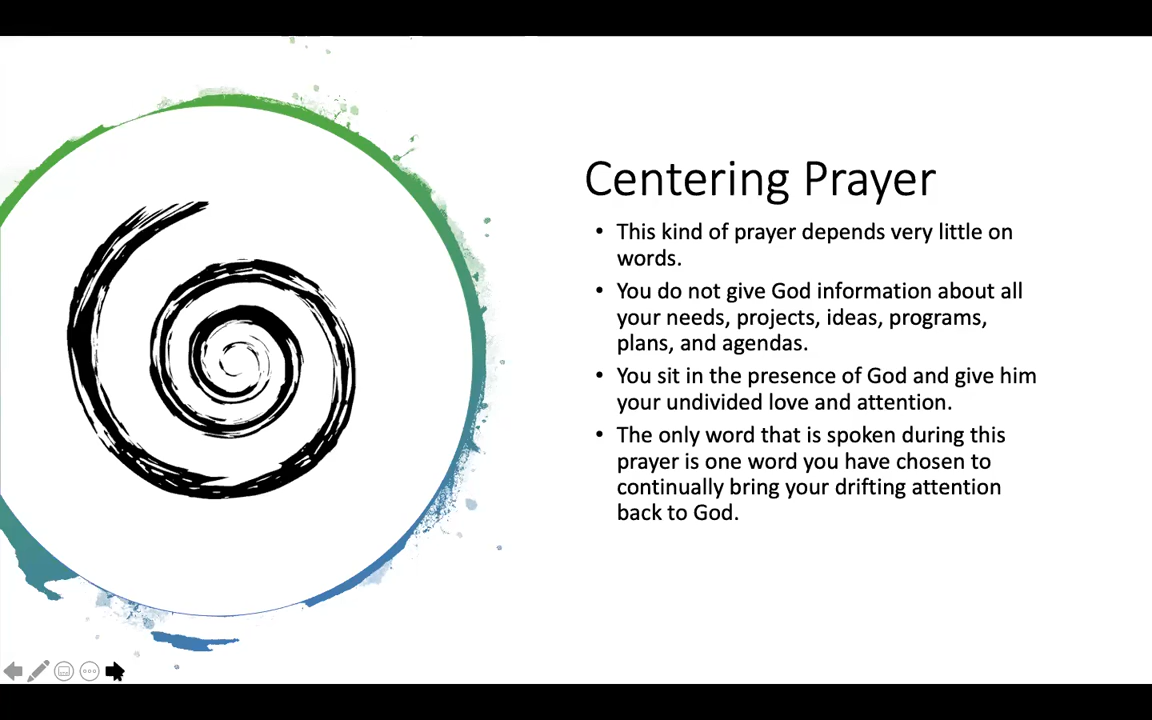 Centering Prayer
• This kind of prayer depends very little on
words.
• You do not give God information about all
your needs, projects, ideas, programs,
plans, and agendas.
• You sit in the presence of God and give him
your undivided love and attention.
• The only word that is spoken during this
prayer is one word you have chosen to
continually bring your drifting attention
back to God.